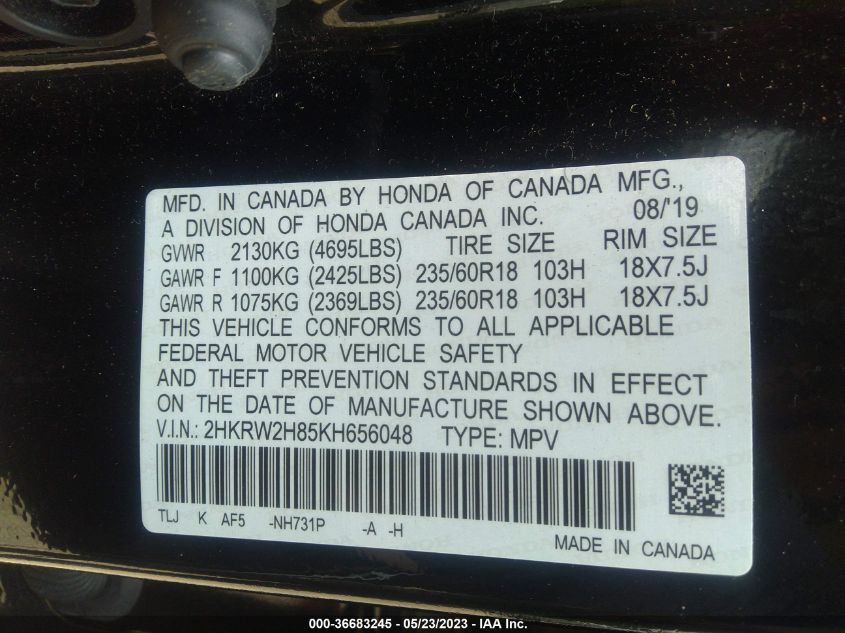 MFD. IN CANADA BY HONDA OF CANADA MFG.,
A DIVISION OF HONDA CANADA INC. 08/'19
GVWR 2130KG (4695LBS) TIRE SIZE RIM SIZE
GAWR F 1100KG (2425LBS) 235/60R18 103H 18X7.5J
GAWR R 1075KG (2369LBS) 235/60R18 103H 18X7.5J
THIS VEHICLE CONFORMS TO ALL APPLICABLE
FEDERAL MOTOR VEHICLE SAFETY
AND THEFT PREVENTION STANDARDS IN EFFECT
ON THE DATE OF MANUFACTURE SHOWN ABOVE.
V.I.N.: 2HKRW2H85KH656048 TYPE: MPV
TLJ K AF5 -NH731P -A -H
MADE IN CANADA
000-36683245 - 05/23/2023 - IAA Inc.